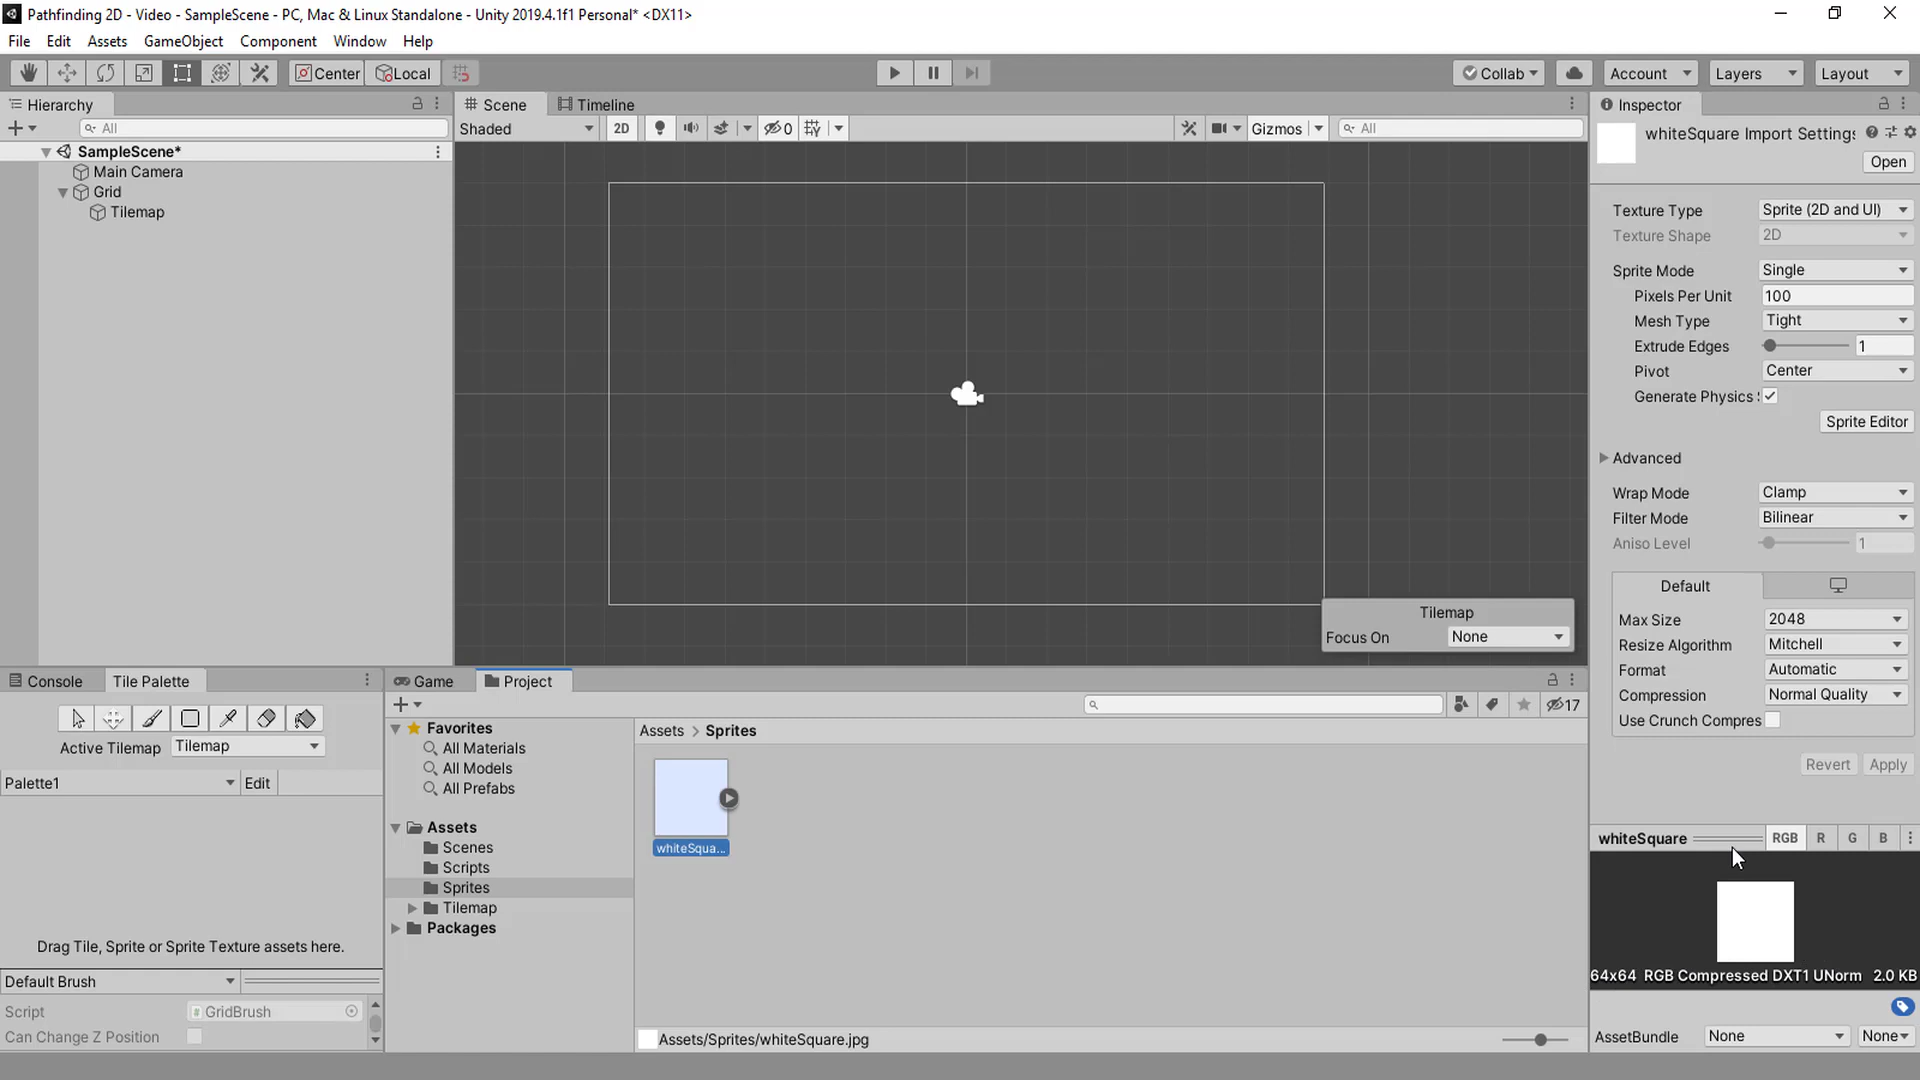 Pathfinding 2D - Video - SampleScene - PC, Mac & Linux Standalone - Unity 2019.4.1f1 Personal* <DX11>
File Edit Assets GameObject Component Window Help
Center Local Collab Account Layers Layout
Hierarchy
All
SampleScene*
Main Camera
Grid
Tilemap
Scene Timeline
Shaded 2D 0 Gizmos All
Tilemap
Focus On None
Inspector
whiteSquare Import Settings
Open
Texture Type Sprite (2D and UI)
Texture Shape 2D
Sprite Mode Single
Pixels Per Unit 100
Mesh Type Tight
Extrude Edges 1
Pivot Center
Generate Physics
Sprite Editor
Advanced
Wrap Mode Clamp
Filter Mode Bilinear
Aniso Level 1
Default
Max Size 2048
Resize Algorithm Mitchell
Format Automatic
Compression Normal Quality
Use Crunch Compres
Revert Apply
whiteSquare RGB R G B
64x64 RGB Compressed DXT1 UNorm 2.0 KB
AssetBundle None None
Console Tile Palette
Active Tilemap Tilemap
Palette1 Edit
Drag Tile, Sprite or Sprite Texture assets here.
Default Brush
Script GridBrush
Can Change Z Position
Game Project
17
Favorites
All Materials
All Models
All Prefabs
Assets
Scenes
Scripts
Sprites
Tilemap
Packages
Assets > Sprites
whiteSqua...
Assets/Sprites/whiteSquare.jpg